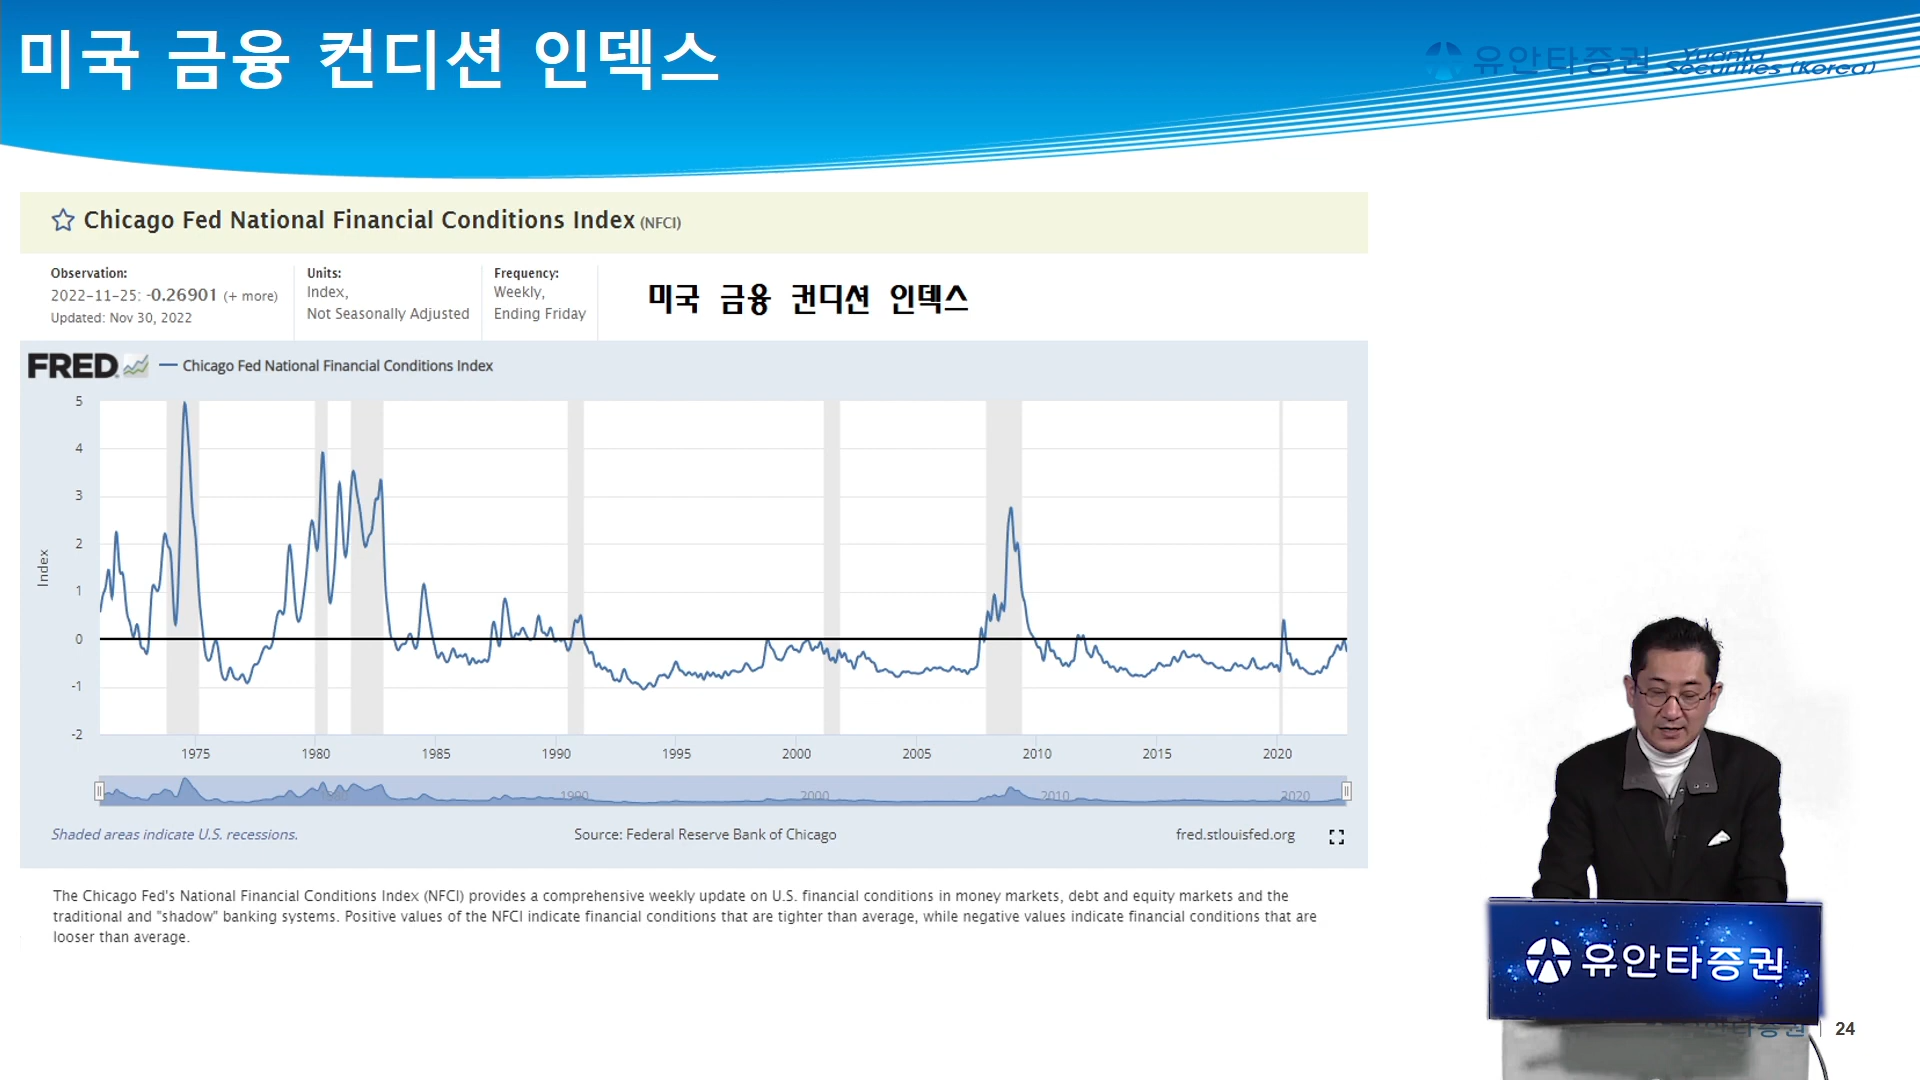 미국 금융 컨디션 인덱스
유안타증권 Yuanta Securities (Korea)
Chicago Fed National Financial Conditions Index (NFCI)
Observation:
2022-11-25: -0.26901 (+ more)
Updated: Nov 30, 2022
Units:
Index,
Not Seasonally Adjusted
Frequency:
Weekly,
Ending Friday
미국 금융 컨디션 인덱스
FRED
Chicago Fed National Financial Conditions Index
Index
5
4
3
2
1
0
-1
-2
1975 1980 1985 1990 1995 2000 2005 2010 2015 2020
1980 1990 2000 2010 2020
Shaded areas indicate U.S. recessions.
Source: Federal Reserve Bank of Chicago
fred.stlouisfed.org
The Chicago Fed's National Financial Conditions Index (NFCI) provides a comprehensive weekly update on U.S. financial conditions in money markets, debt and equity markets and the
traditional and "shadow" banking systems. Positive values of the NFCI indicate financial conditions that are tighter than average, while negative values indicate financial conditions that are
looser than average.
유안타증권
24